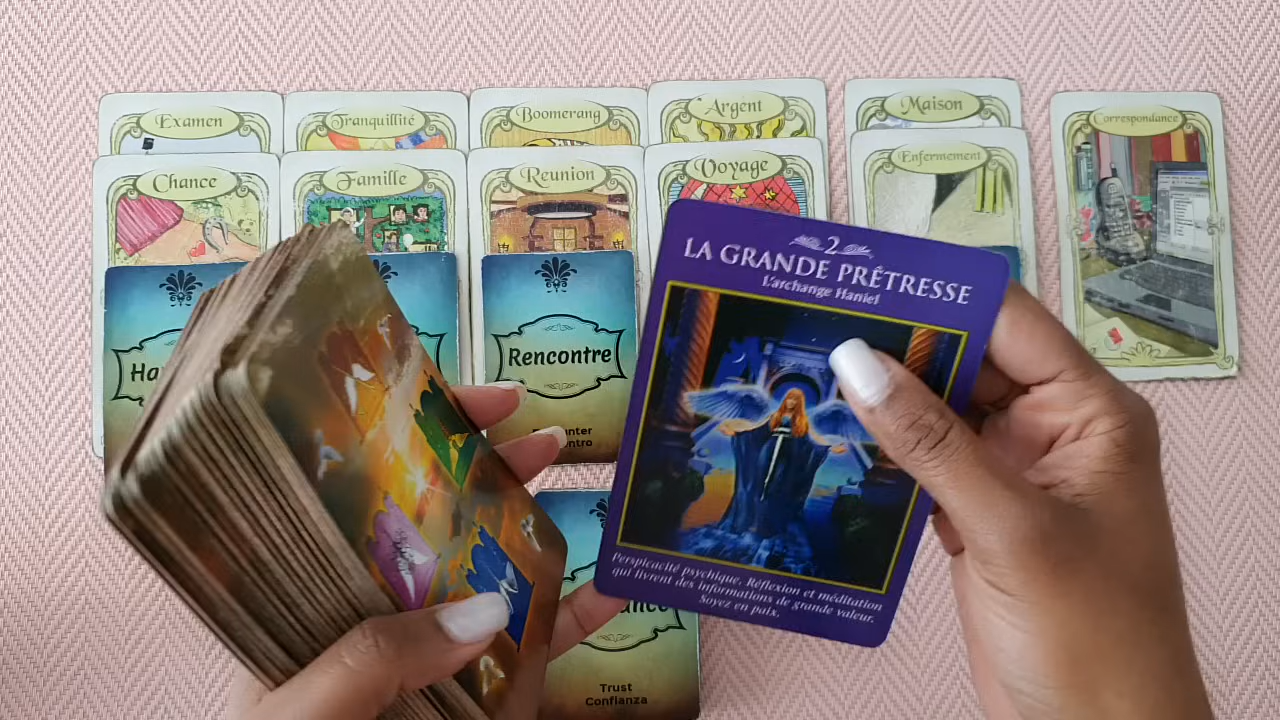 Examen
Tranquillité
Boomerang
Argent
Maison
Correspondance
Chance
Famille
Reunion
Voyage
Enfermement
2
LA GRANDE PRÊTRESSE
L'archange Haniel
Ha
Rencontre
Perspicacité psychique. Réflexion et méditation
qui livrent des informations de grande valeur.
Soyez en paix.
Trust
Confianza